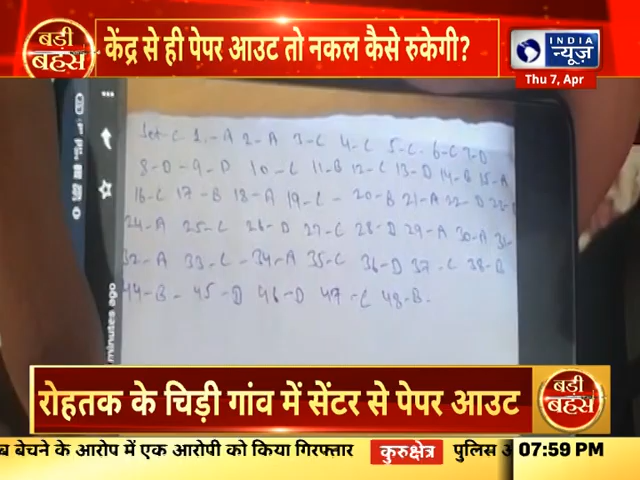 बड़ी बहस
केंद्र से ही पेपर आउट तो नकल कैसे रुकेगी?
INDIA
न्यूज़
Thu 7, Apr
Set-C 1-A 2-A 3-C 4-C 5-C 6-C 7-D
8-D-9-D 10-C 11-B 12-C 13-D 14-B 15-A
16-C 17-B 18-A 19-C - 20-B 21-A 22-D
24-A 25-C 26-D 27-C 28-D 29-A 30-A
32-A 33-C-34-A 35-C 36-D 37-C 38-D
44-B-45-D 46-D 47-C 48-B-
minutes ago
रोहतक के चिड़ी गांव में सेंटर से पेपर आउट
बड़ी बहस
बेचने के आरोप में एक आरोपी को किया गिरफ्तार
कुरुक्षेत्र
पुलिस
07:59 PM